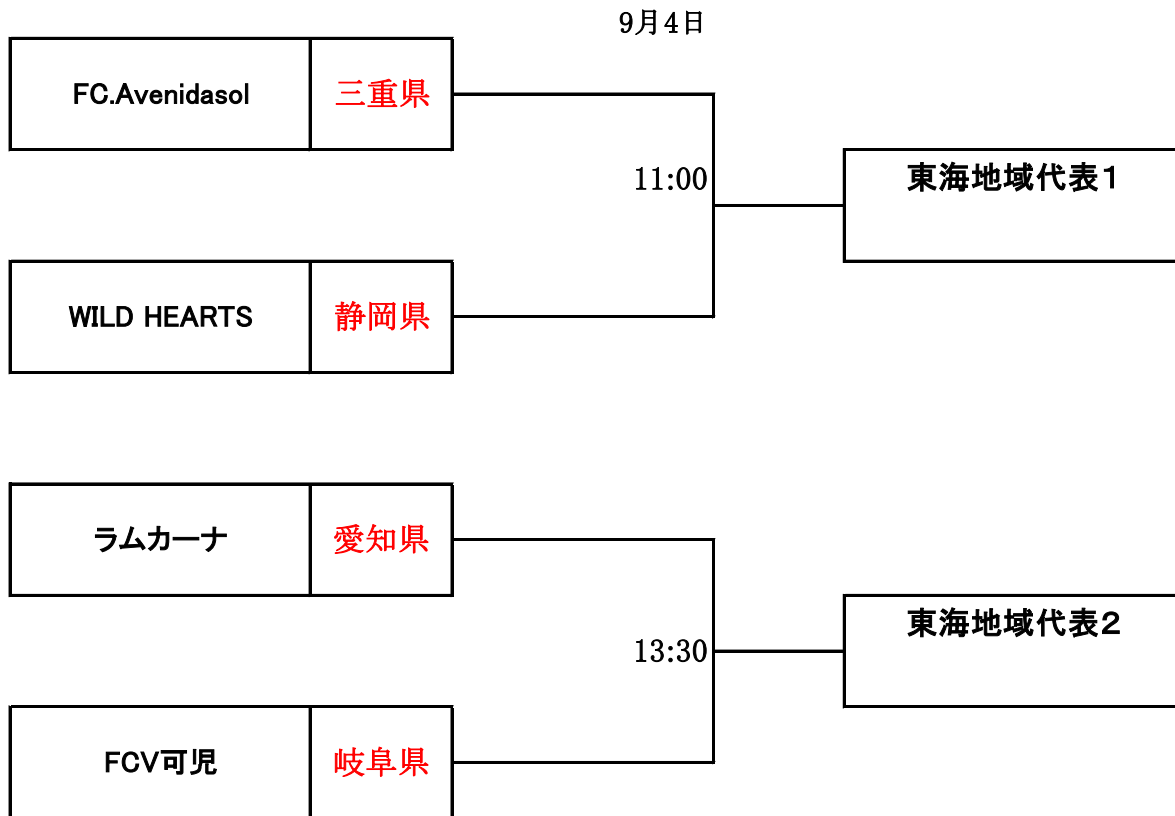 9月4日
FC.Avenidasol
三重県
11:00
東海地域代表1
WILD HEARTS
静岡県
ラムカーナ
愛知県
13:30
東海地域代表2
FCV可児
岐阜県